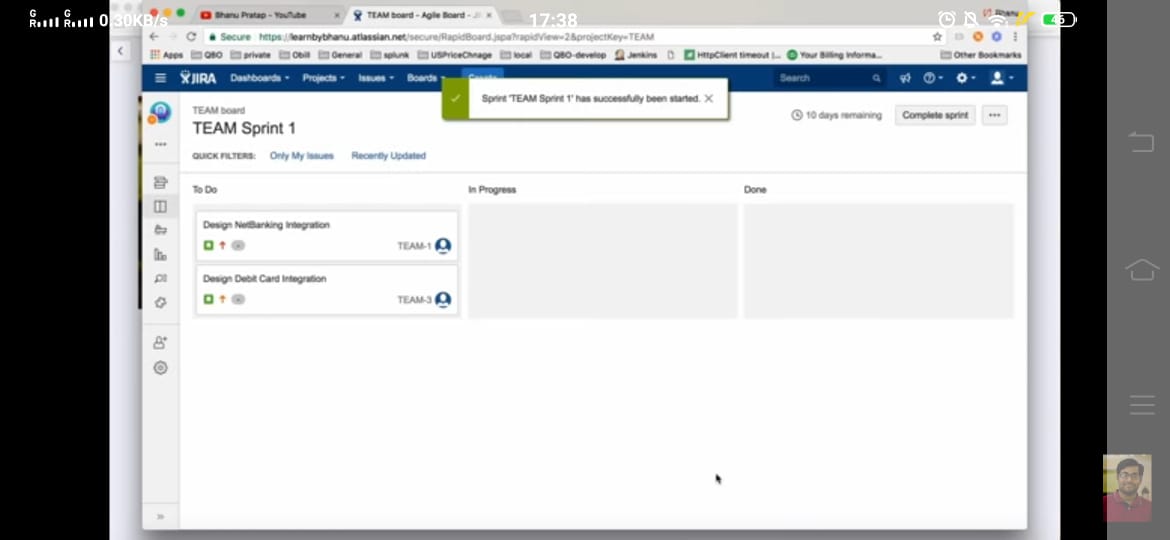 G G 0.30KB/s 17:38 45
Bhanu Pratap - YouTube TEAM board - Agile Board - Bhanu
Secure https://learnbybhanu.atlassian.net/secure/RapidBoard.jspa?rapidView=2&projectKey=TEAM
Apps QBO private Obill General splunk USPriceChnage local QBO-develop Jenkins HttpClient timeout |... Your Billing Informa... Other Bookmarks
JIRA Dashboards Projects Issues Boards Create Search
Sprint 'TEAM Sprint 1' has successfully been started.
TEAM board
TEAM Sprint 1
10 days remaining Complete sprint
QUICK FILTERS: Only My Issues Recently Updated
To Do In Progress Done
Design NetBanking Integration
TEAM-1
Design Debit Card Integration
TEAM-3